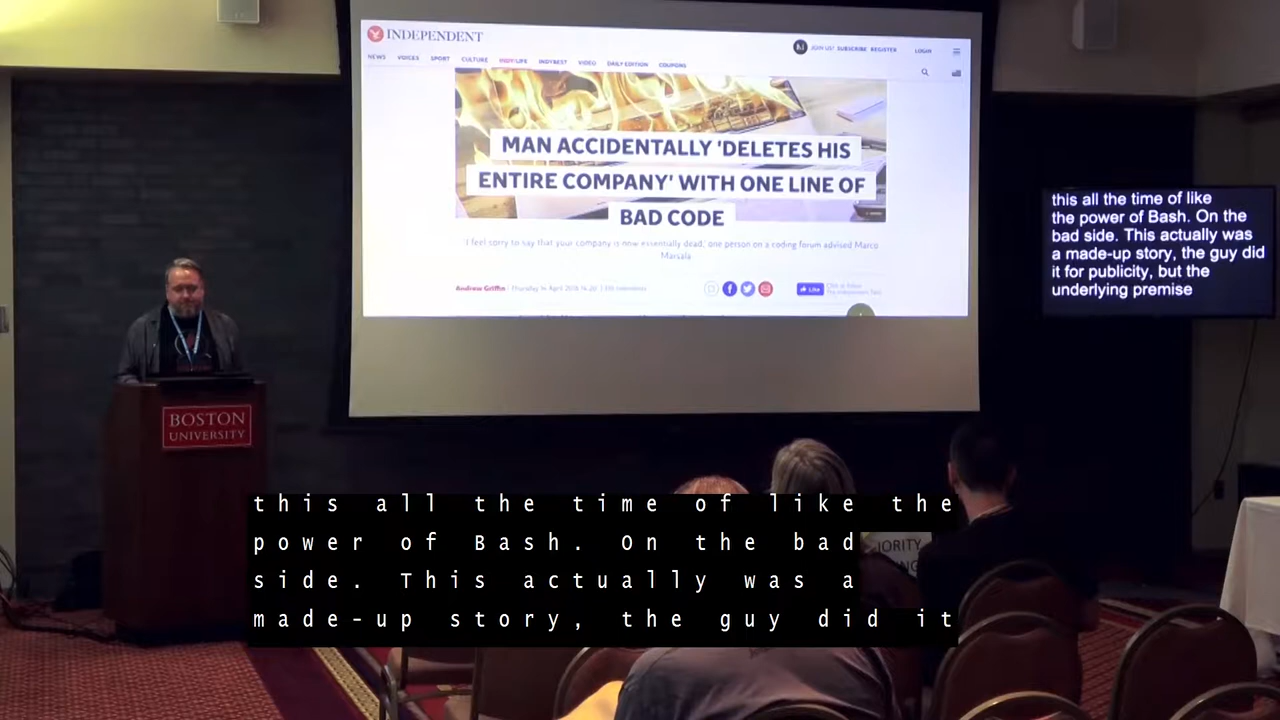 INDEPENDENT
JOIN US! SUBSCRIBE REGISTER
LOGIN
NEWS VOICES SPORT CULTURE INDY/LIFE INDYBEST VIDEO DAILY EDITION COUPONS
MAN ACCIDENTALLY 'DELETES HIS
ENTIRE COMPANY' WITH ONE LINE OF
BAD CODE
'I feel sorry to say that your company is now essentially dead,' one person on a coding forum advised Marco
Marsala
Andrew Griffin
Like
this all the time of like
the power of Bash. On the
bad side. This actually was
a made-up story, the guy did
it for publicity, but the
underlying premise
BOSTON
UNIVERSITY
this all the time of like the
power of Bash. On the bad
side. This actually was a
made-up story, the guy did it